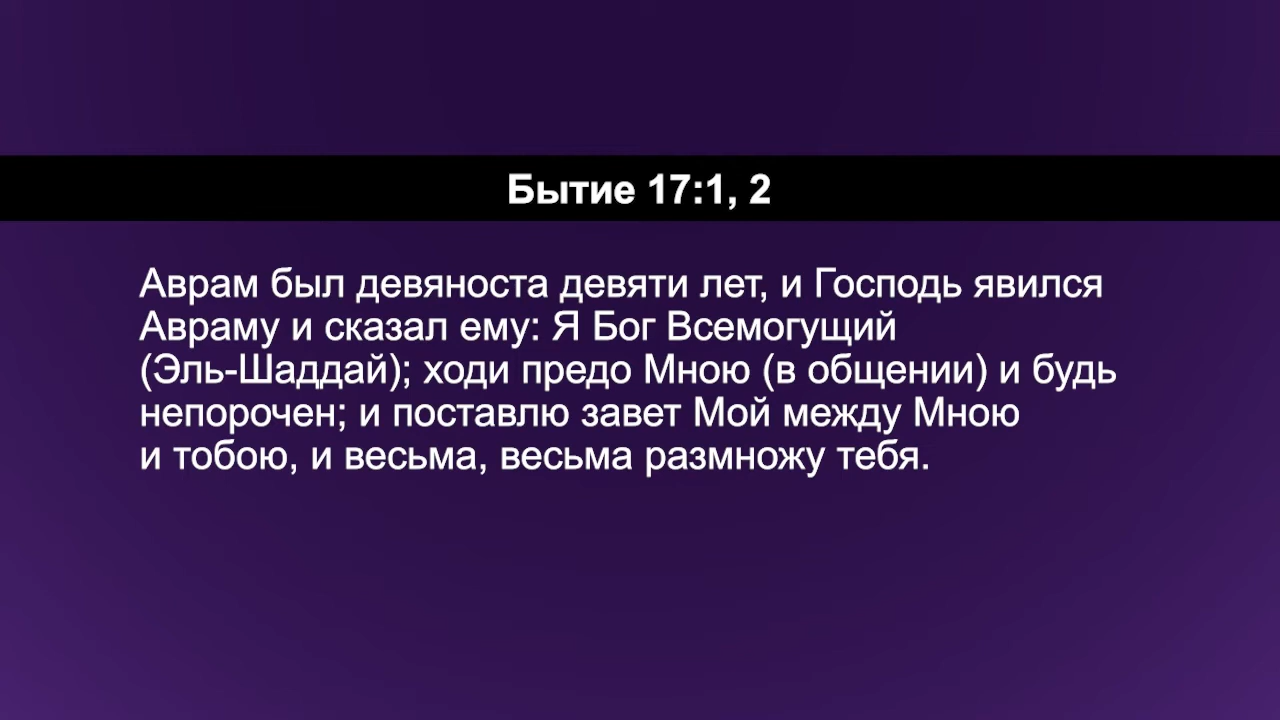 Бытие 17:1, 2
Аврам был девяноста девяти лет, и Господь явился
Авраму и сказал ему: Я Бог Всемогущий
(Эль-Шаддай); ходи предо Мною (в общении) и будь
непорочен; и поставлю завет Мой между Мною
и тобою, и весьма, весьма размножу тебя.